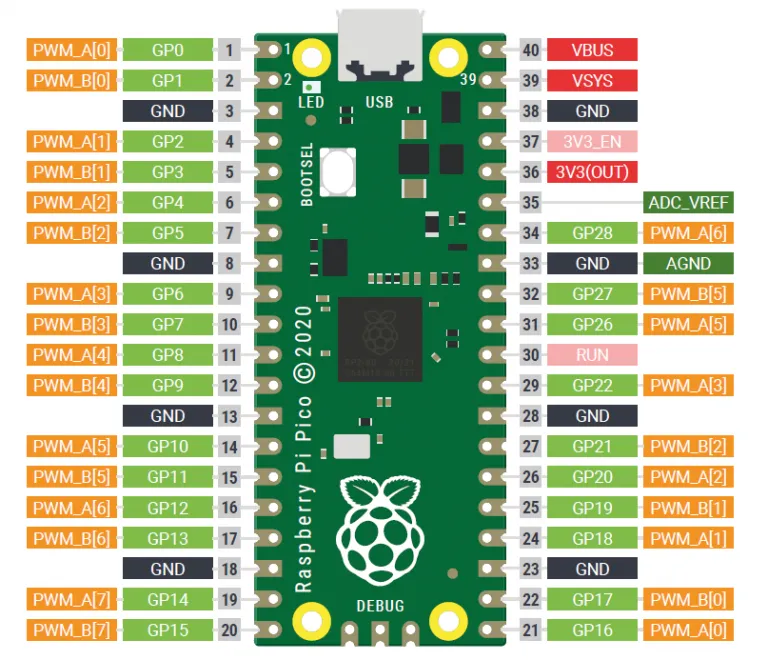 PWM_A[0] GP0 1 1 40 VBUS
PWM_B[0] GP1 2 2 39 39 VSYS
GND 3 LED USB 38 GND
PWM_A[1] GP2 4 37 3V3_EN
PWM_B[1] GP3 5 BOOTSEL 36 3V3(OUT)
PWM_A[2] GP4 6 35 ADC_VREF
PWM_B[2] GP5 7 34 GP28 PWM_A[6]
GND 8 33 GND AGND
PWM_A[3] GP6 9 32 GP27 PWM_B[5]
PWM_B[3] GP7 10 31 GP26 PWM_A[5]
PWM_A[4] GP8 11 30 RUN
PWM_B[4] GP9 12 29 GP22 PWM_A[3]
GND 13 28 GND
PWM_A[5] GP10 14 27 GP21 PWM_B[2]
PWM_B[5] GP11 15 26 GP20 PWM_A[2]
PWM_A[6] GP12 16 25 GP19 PWM_B[1]
PWM_B[6] GP13 17 24 GP18 PWM_A[1]
GND 18 23 GND
PWM_A[7] GP14 19 22 GP17 PWM_B[0]
PWM_B[7] GP15 20 21 GP16 PWM_A[0]
Raspberry Pi Pico ©2020
DEBUG